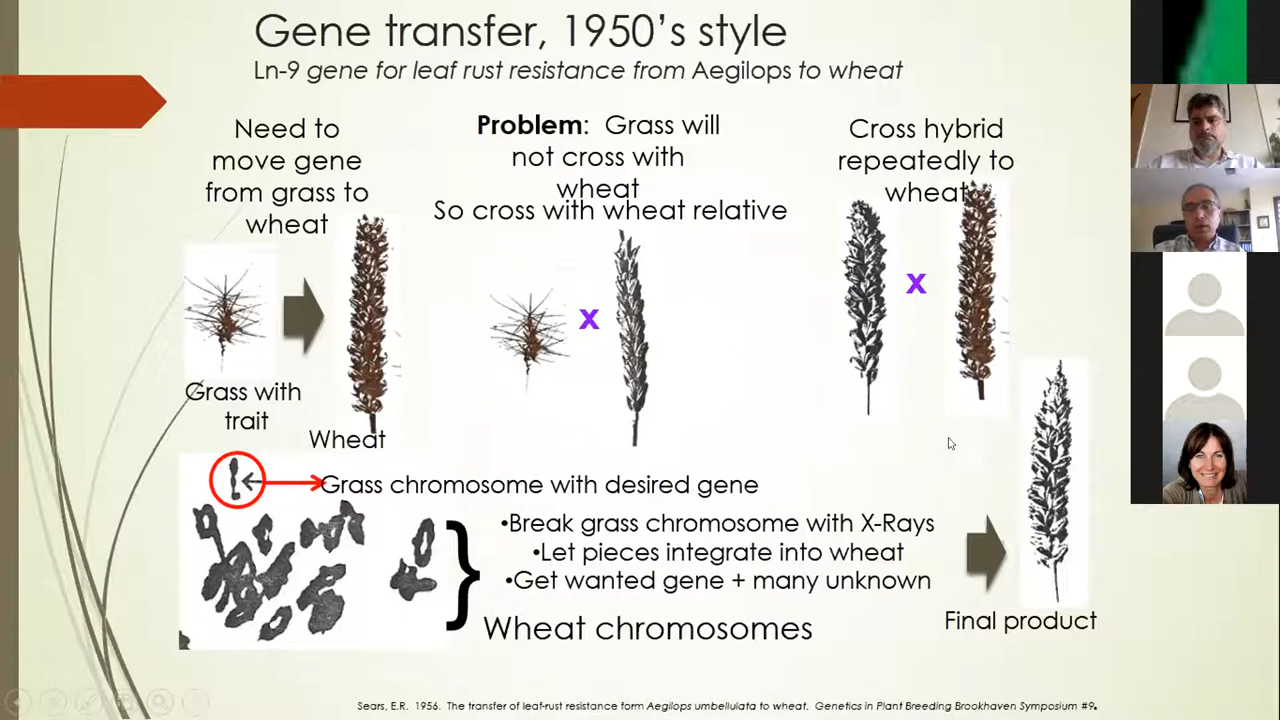 Gene transfer, 1950's style
Ln-9 gene for leaf rust resistance from Aegilops to wheat
Need to
move gene
from grass to
wheat
Problem: Grass will
not cross with
wheat
So cross with wheat relative
Cross hybrid
repeatedly to
wheat
x
x
Grass with
trait
Wheat
Grass chromosome with desired gene
•Break grass chromosome with X-Rays
•Let pieces integrate into wheat
•Get wanted gene + many unknown
}
Wheat chromosomes
Final product
Sears, E.R. 1956. The transfer of leaf-rust resistance form Aegilops umbellulata to wheat. Genetics in Plant Breeding Brookhaven Symposium #9.